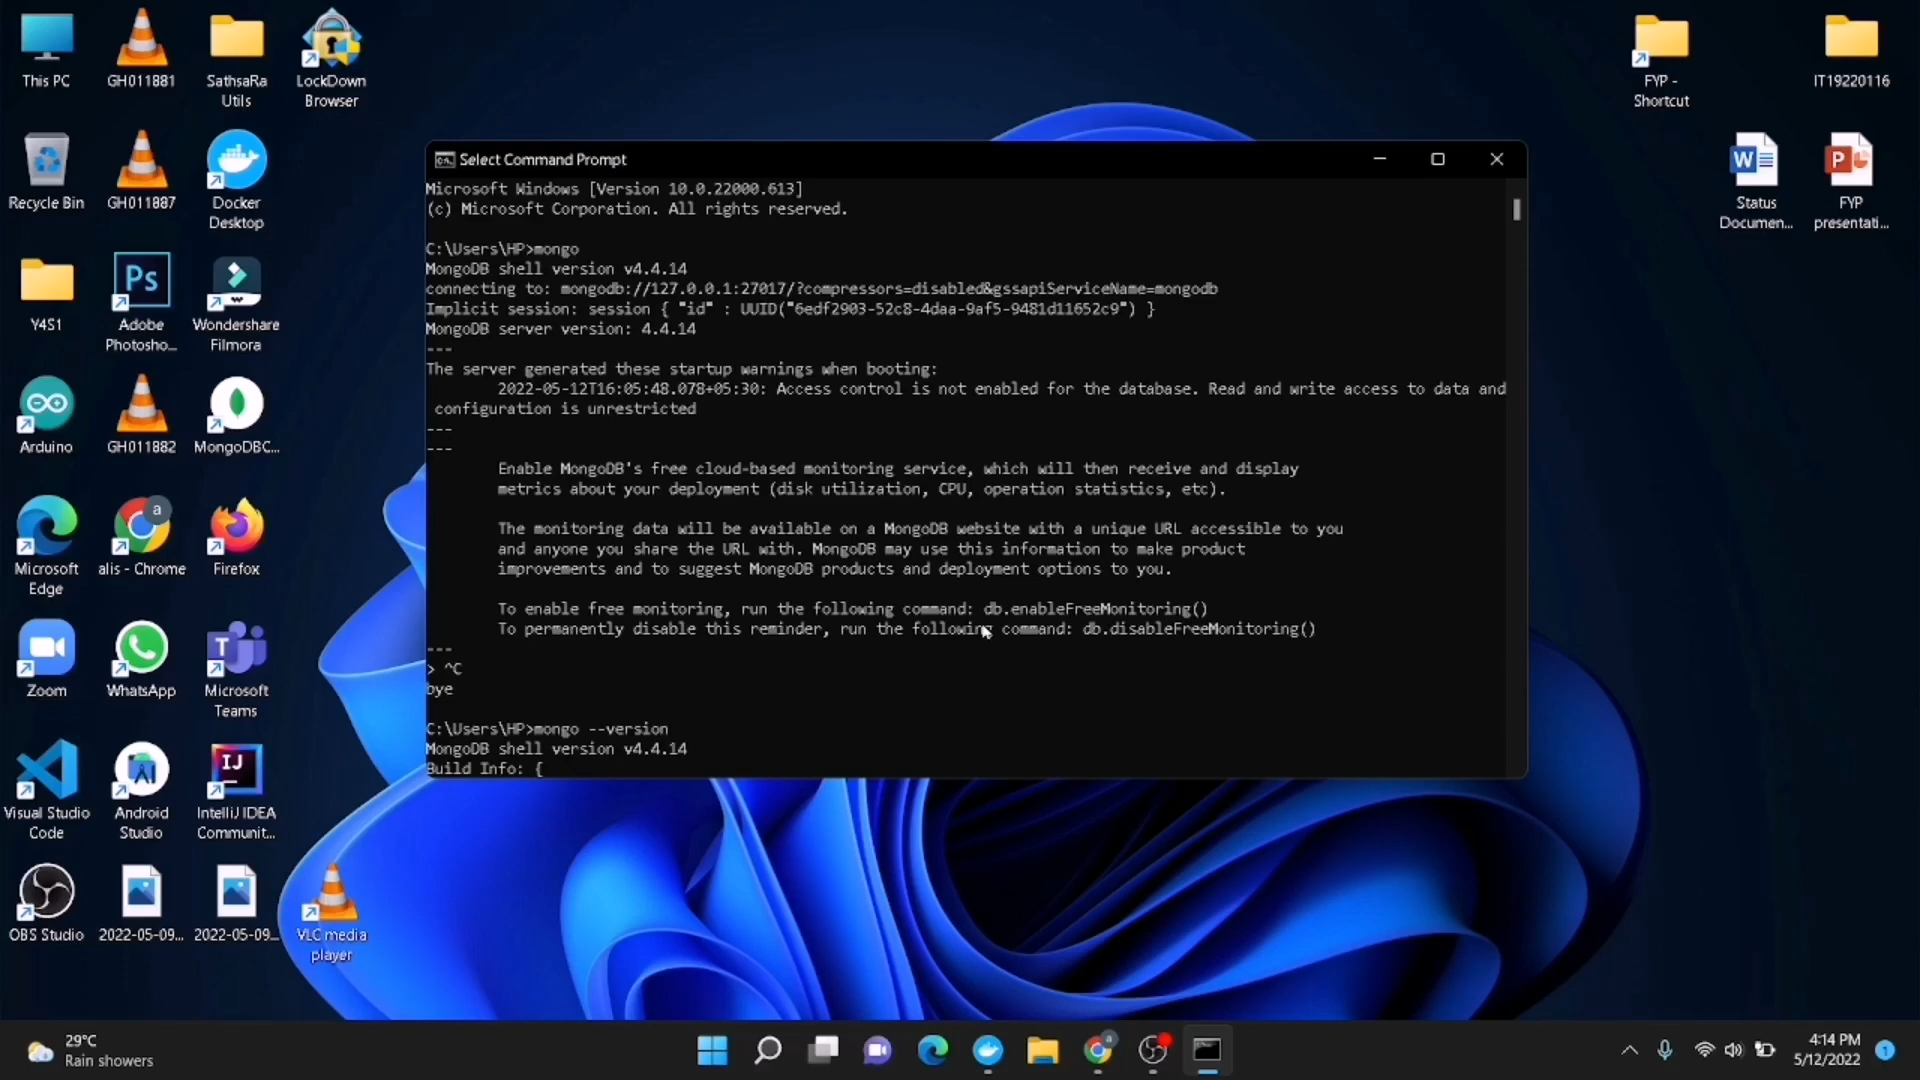 This PC
GH011881
SathsaRa
Utils
LockDown
Browser
FYP -
Shortcut
IT19220116
Recycle Bin
GH011887
Docker
Desktop
Status
Documen...
FYP
presentati...
Y4S1
Adobe
Photosho...
Wondershare
Filmora
Arduino
GH011882
MongoDBC...
Microsoft
Edge
alis - Chrome
Firefox
Zoom
WhatsApp
Microsoft
Teams
Visual Studio
Code
Android
Studio
IntelliJ IDEA
Communit...
OBS Studio
2022-05-09...
2022-05-09...
VLC media
player
Select Command Prompt
Microsoft Windows [Version 10.0.22000.613]
(c) Microsoft Corporation. All rights reserved.
C:\Users\HP>mongo
MongoDB shell version v4.4.14
connecting to: mongodb://127.0.0.1:27017/?compressors=disabled&gssapiServiceName=mongodb
Implicit session: session { "id" : UUID("6edf2903-52c8-4daa-9af5-9481d11652c9") }
MongoDB server version: 4.4.14
---
The server generated these startup warnings when booting:
2022-05-12T16:05:48.078+05:30: Access control is not enabled for the database. Read and write access to data and
configuration is unrestricted
---
---
Enable MongoDB's free cloud-based monitoring service, which will then receive and display
metrics about your deployment (disk utilization, CPU, operation statistics, etc).
The monitoring data will be available on a MongoDB website with a unique URL accessible to you
and anyone you share the URL with. MongoDB may use this information to make product
improvements and to suggest MongoDB products and deployment options to you.
To enable free monitoring, run the following command: db.enableFreeMonitoring()
To permanently disable this reminder, run the following command: db.disableFreeMonitoring()
---
> ^C
bye
C:\Users\HP>mongo --version
MongoDB shell version v4.4.14
Build Info: {
29°C
Rain showers
4:14 PM
5/12/2022
1